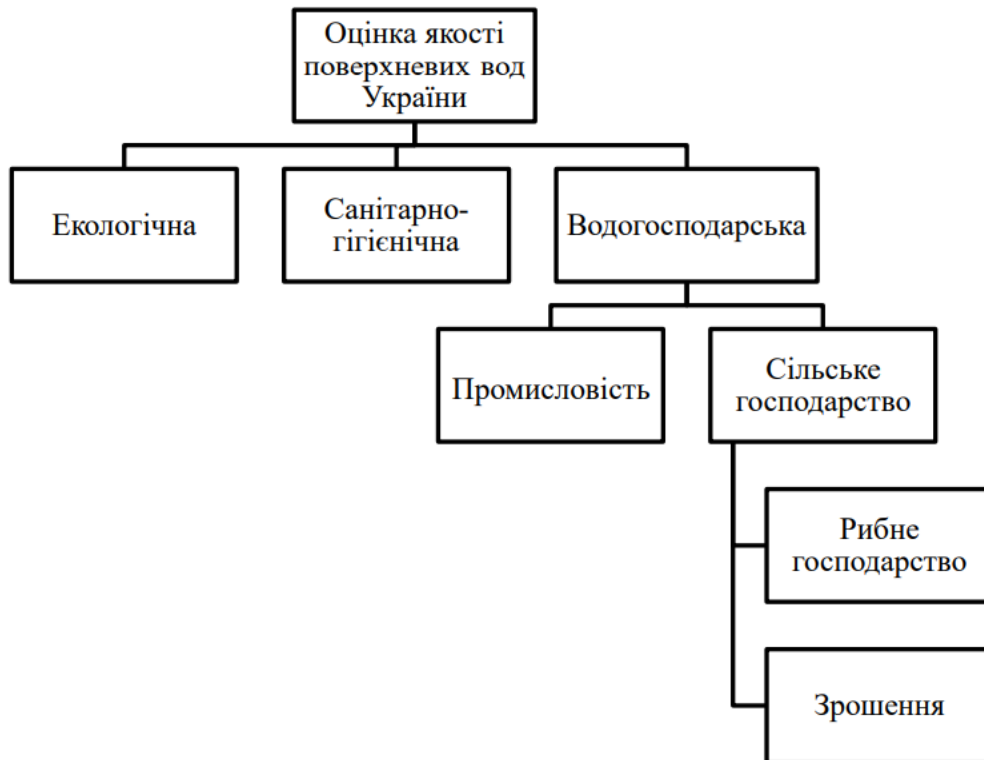 Оцінка якості
поверхневих вод
України
Екологічна
Санітарно-
гігієнічна
Водогосподарська
Промисловість
Сільське
господарство
Рибне
господарство
Зрошення